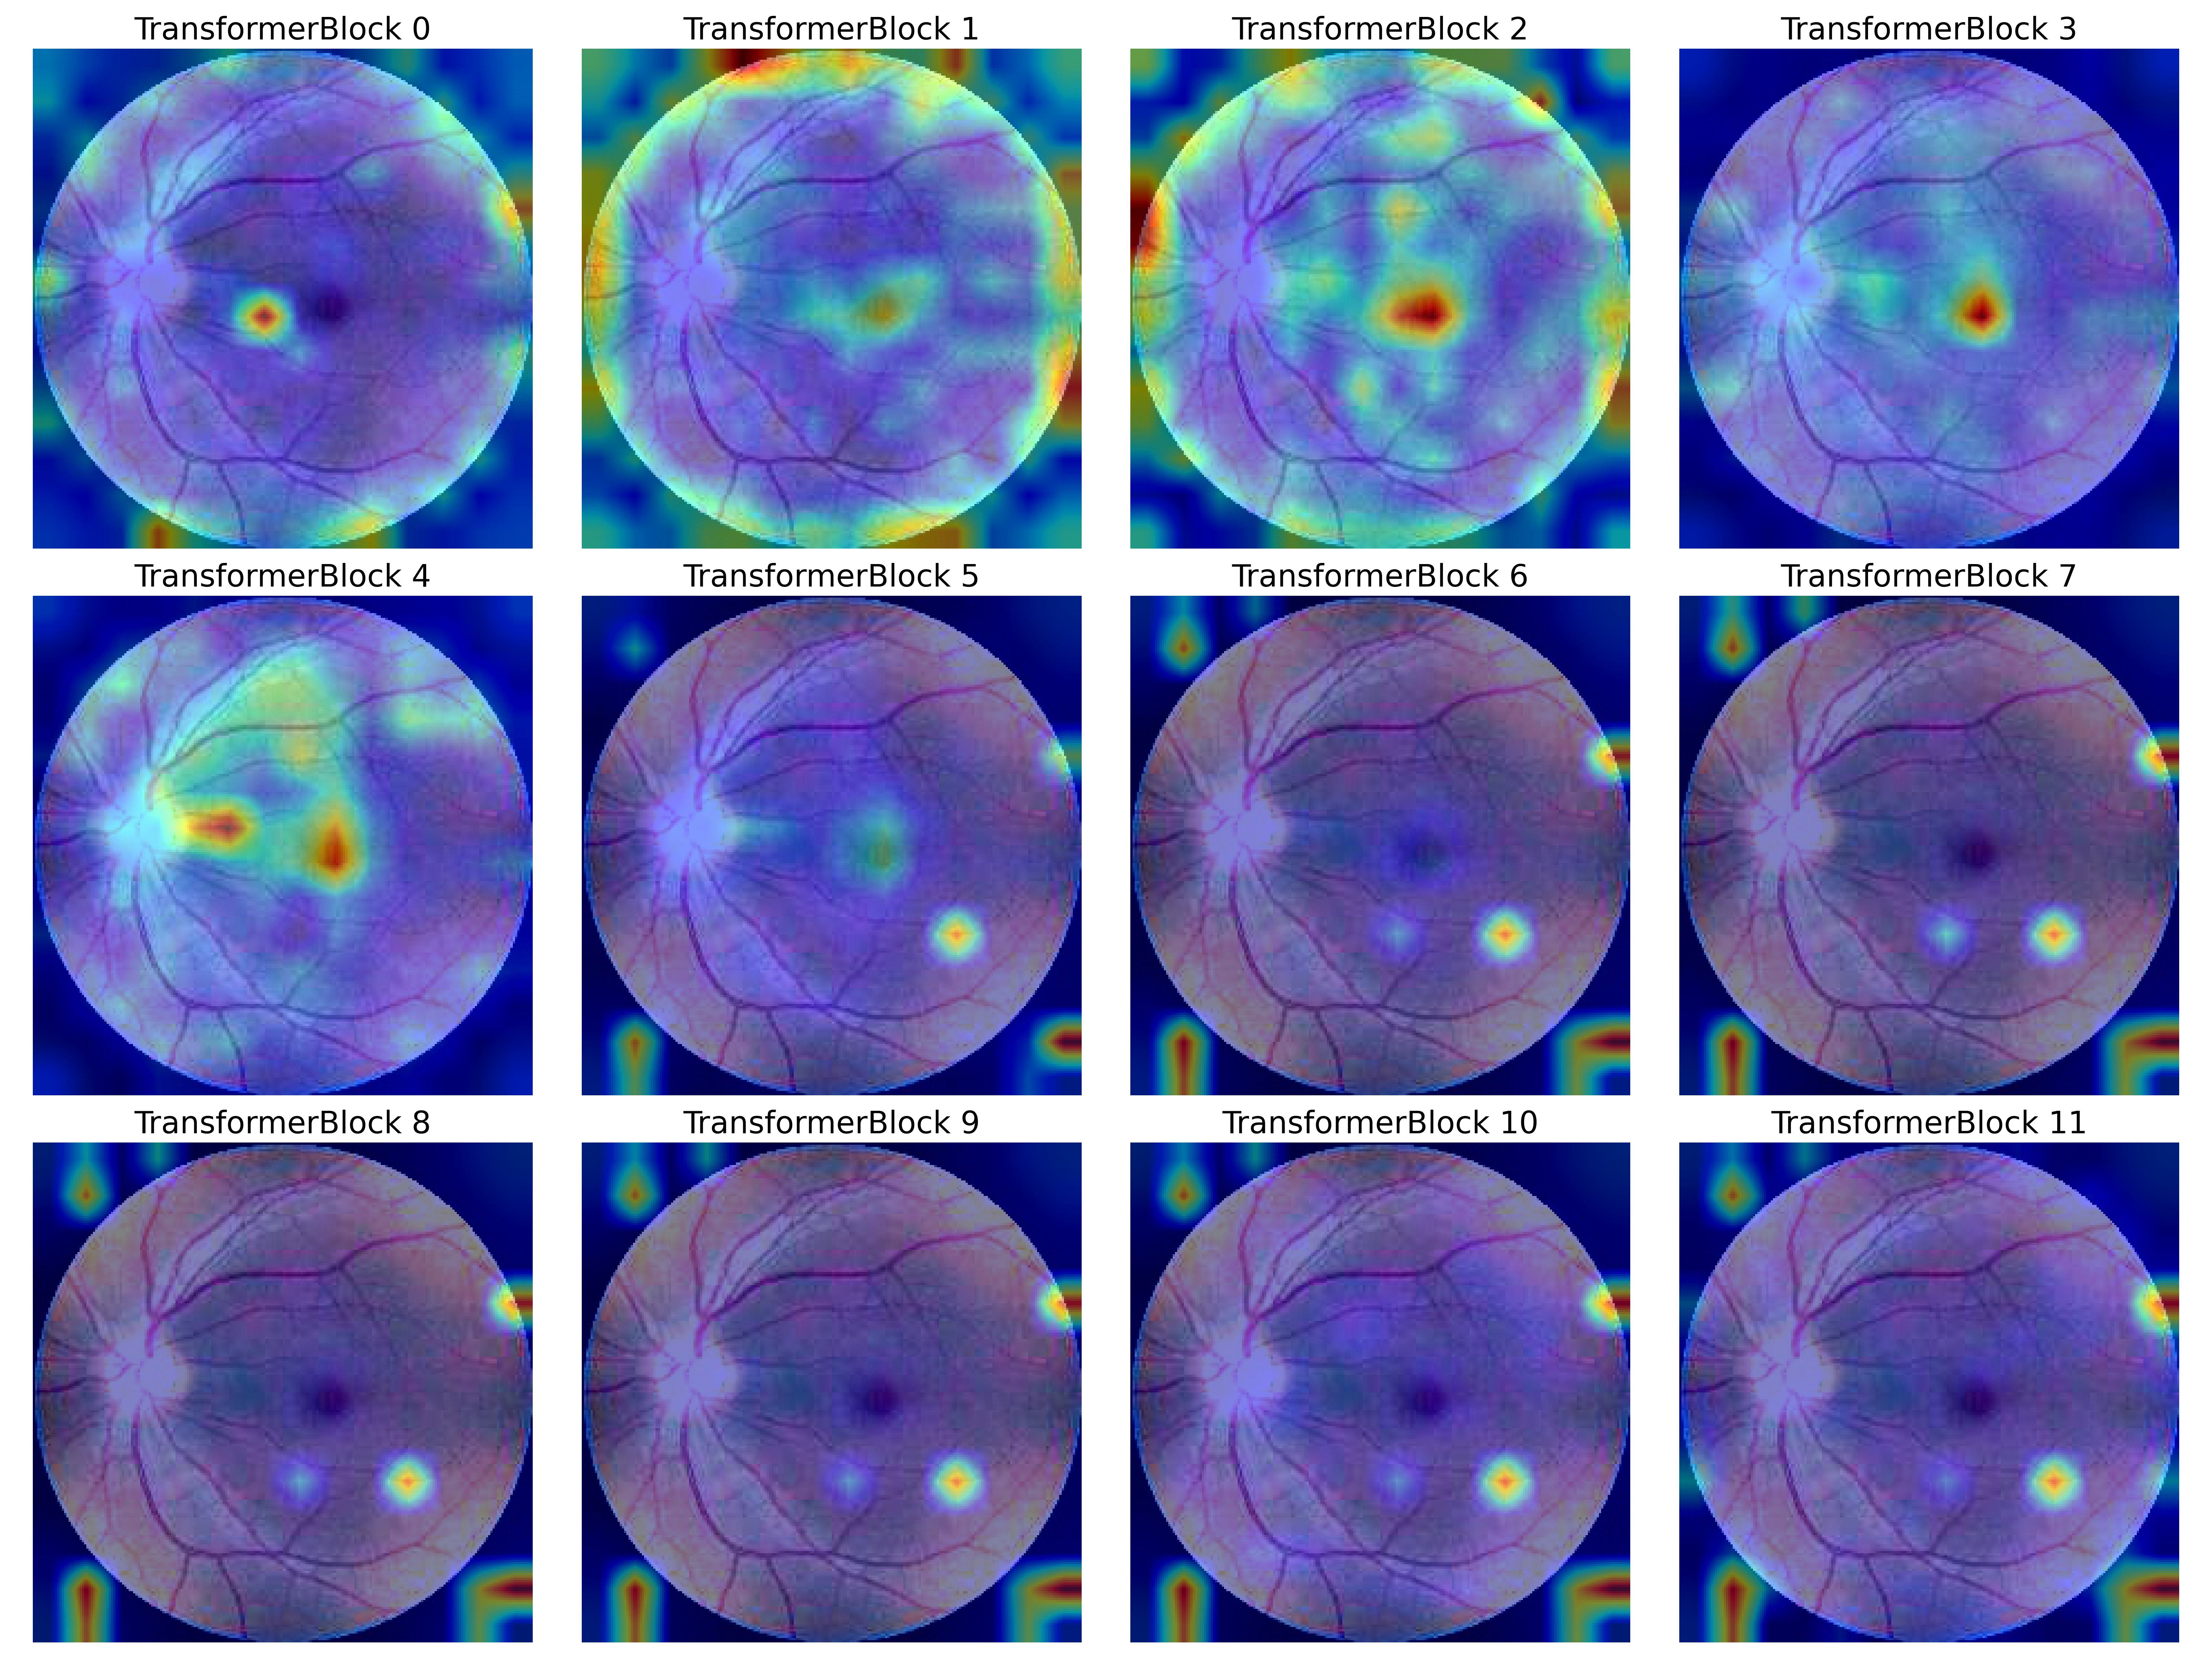 TransformerBlock 0
TransformerBlock 1
TransformerBlock 2
TransformerBlock 3
TransformerBlock 4
TransformerBlock 5
TransformerBlock 6
TransformerBlock 7
TransformerBlock 8
TransformerBlock 9
TransformerBlock 10
TransformerBlock 11